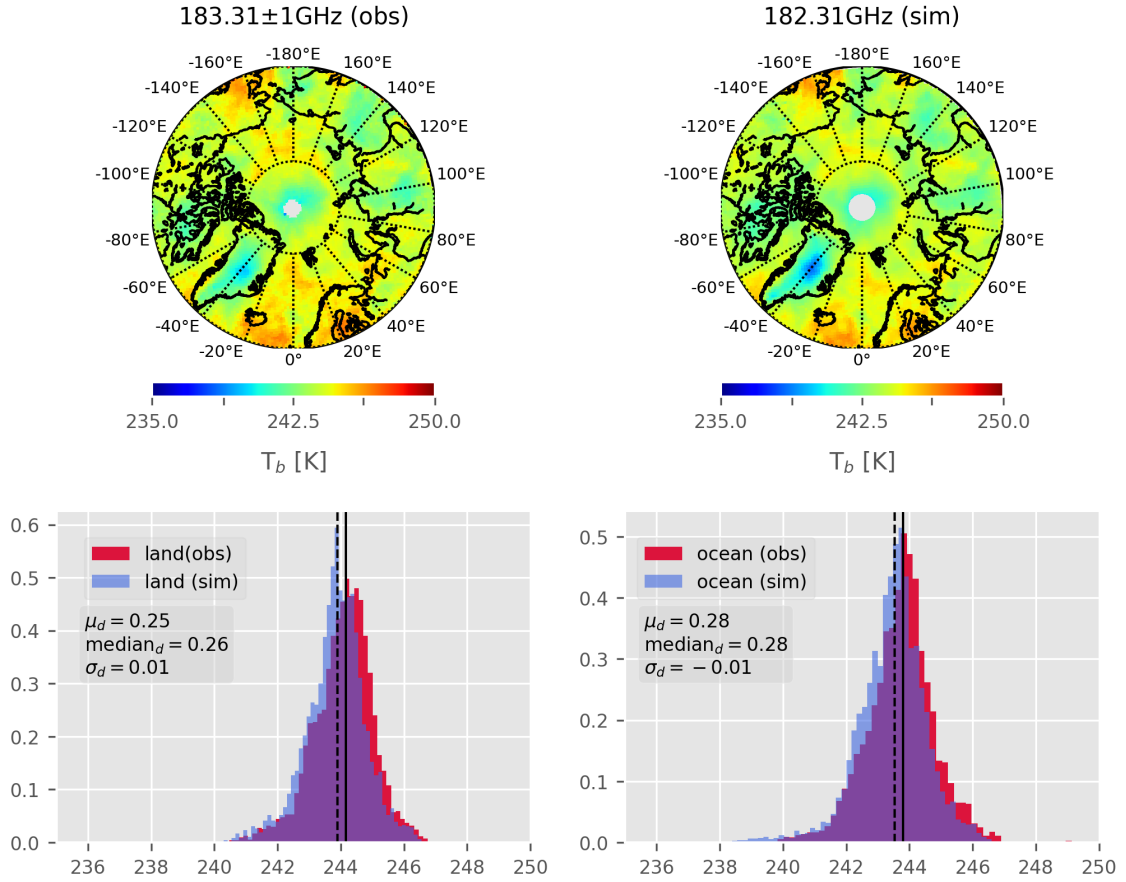 183.31±1GHz (obs)
182.31GHz (sim)
-180°E
-160°E
160°E
-140°E
140°E
-120°E
120°E
-100°E
100°E
-80°E
80°E
-60°E
60°E
-40°E
40°E
-20°E
20°E
0°
-180°E
-160°E
160°E
-140°E
140°E
-120°E
120°E
-100°E
100°E
-80°E
80°E
-60°E
60°E
-40°E
40°E
-20°E
20°E
0°
235.0 242.5 250.0
T_b [K]
235.0 242.5 250.0
T_b [K]
0.6
0.5
0.4
0.3
0.2
0.1
0.0
land(obs)
land (sim)
μ_d = 0.25
median_d = 0.26
σ_d = 0.01
236 238 240 242 244 246 248 250
0.5
0.4
0.3
0.2
0.1
0.0
ocean (obs)
ocean (sim)
μ_d = 0.28
median_d = 0.28
σ_d = −0.01
236 238 240 242 244 246 248 250